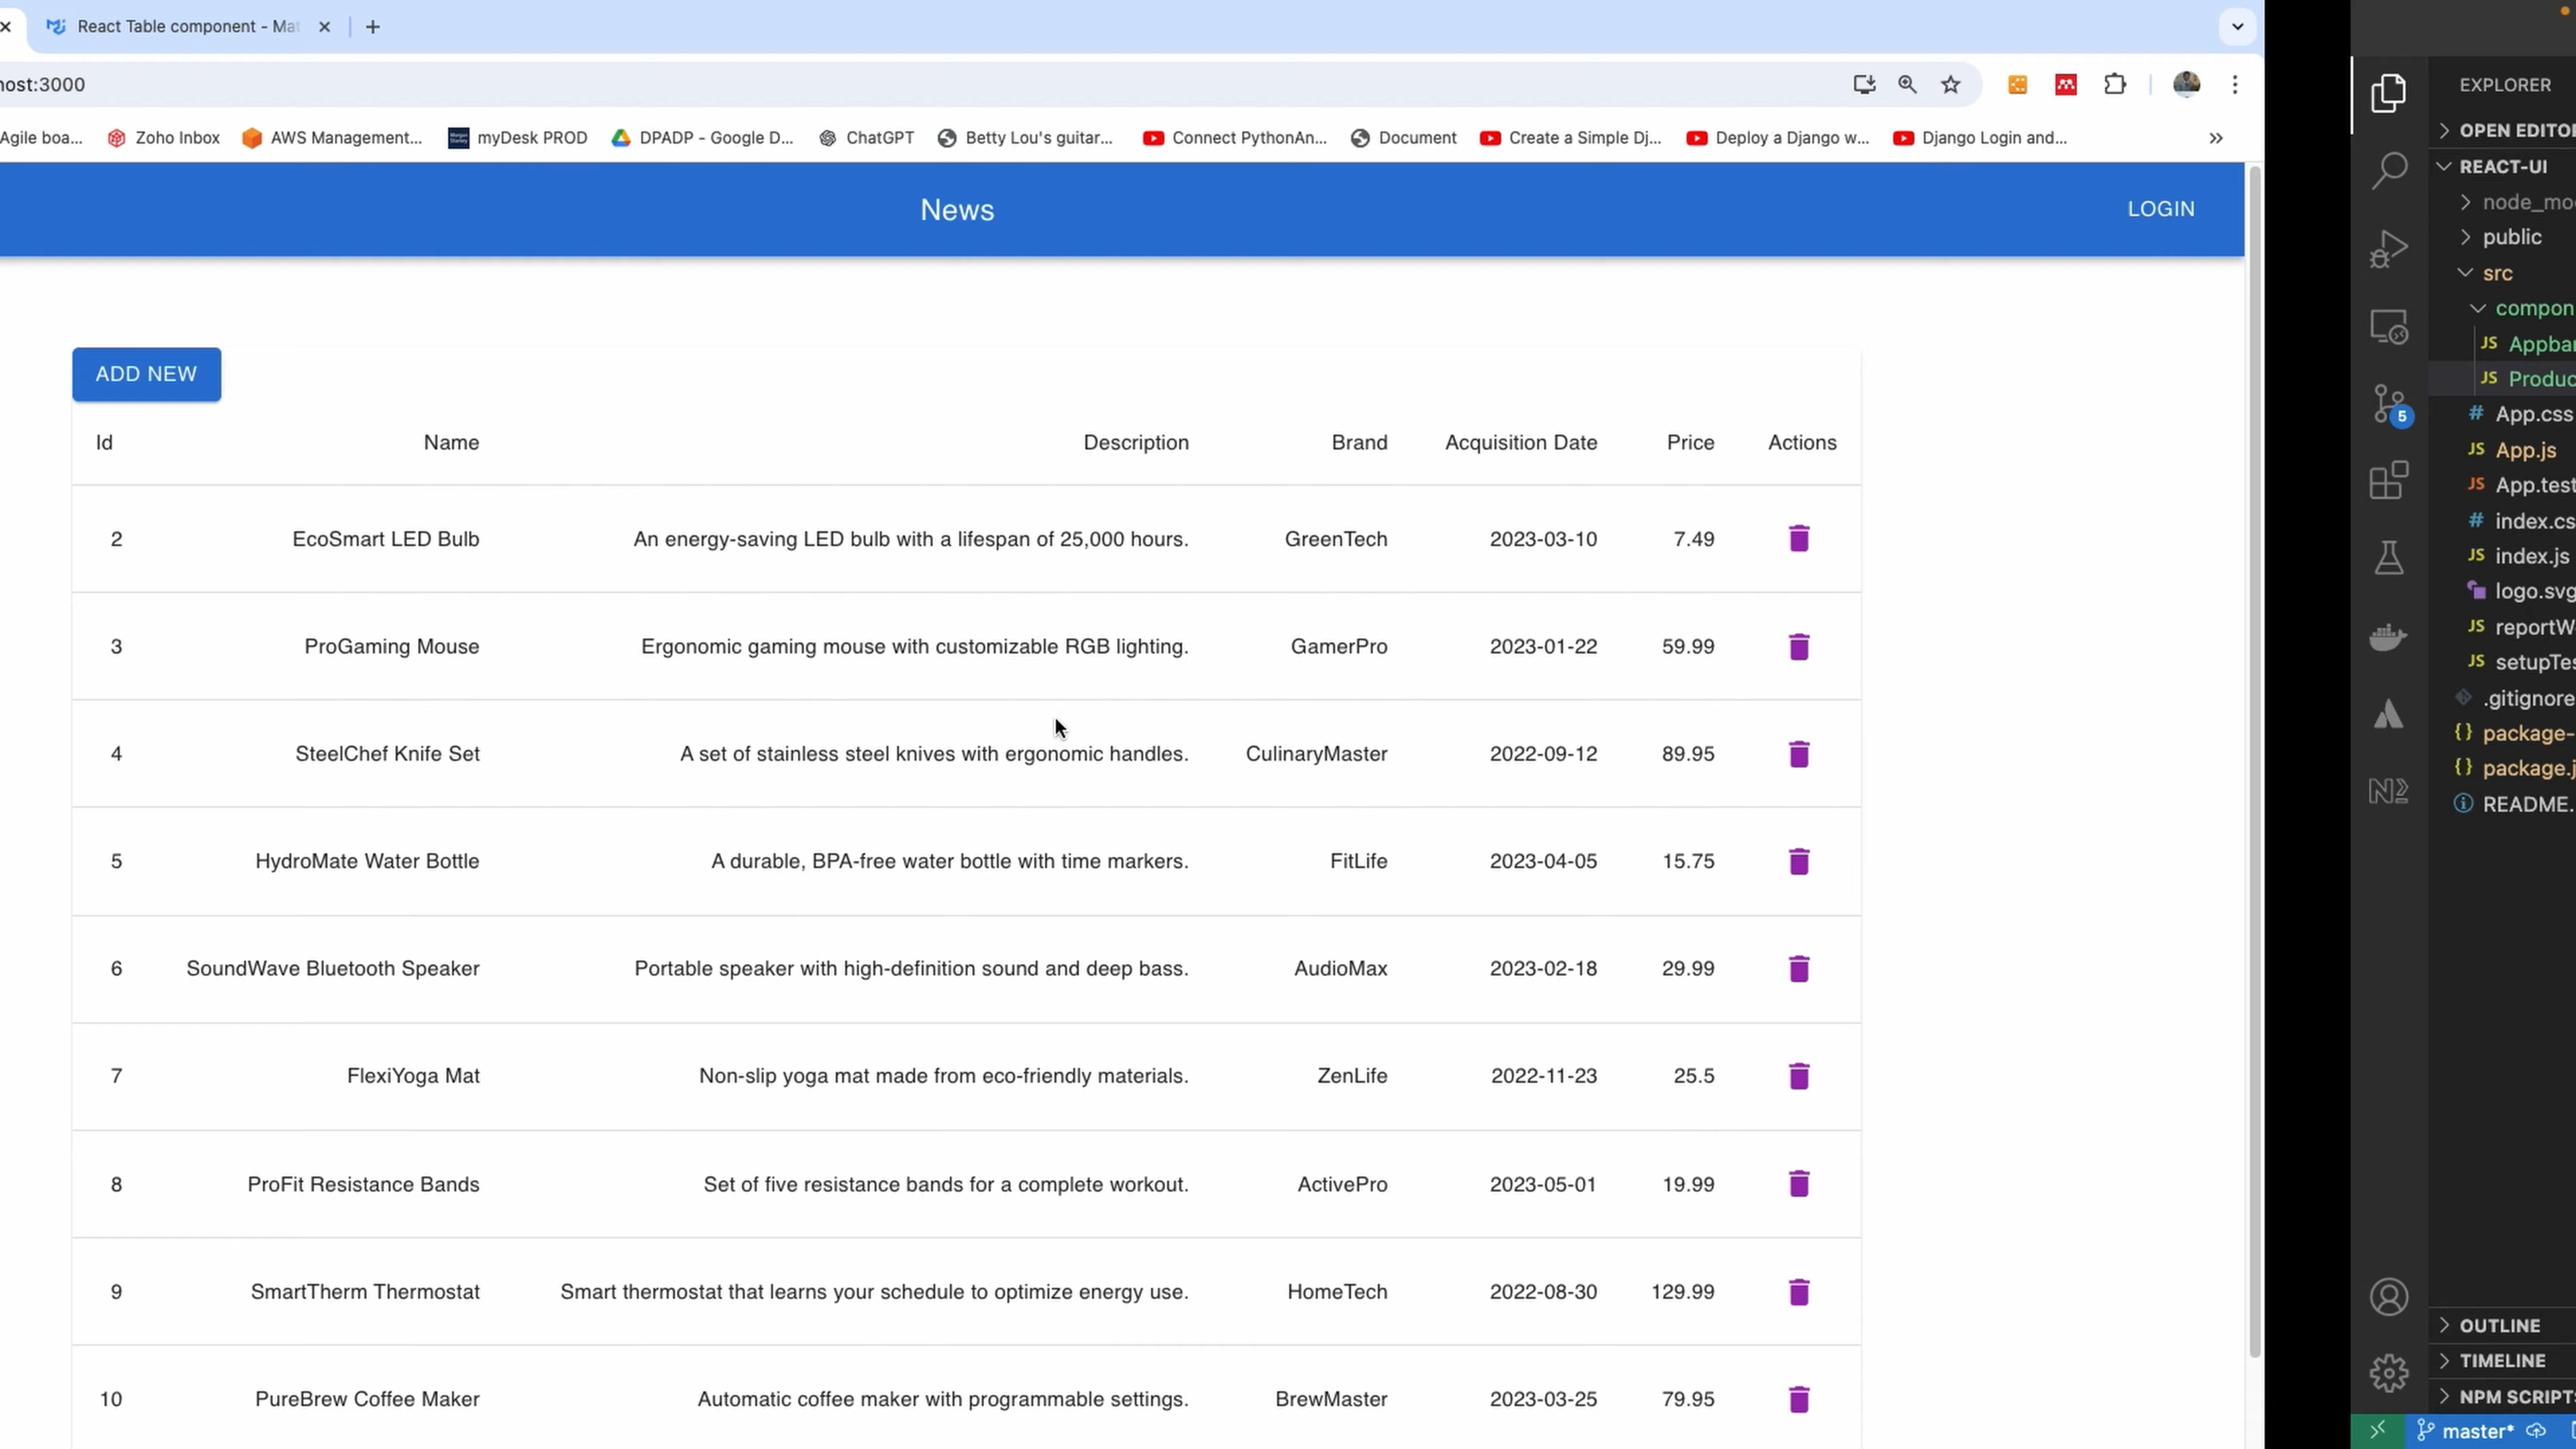 React Table component - Mat
host:3000
Agile boa... Zoho Inbox AWS Management... myDesk PROD DPADP - Google D... ChatGPT Betty Lou's guitar... Connect PythonAn... Document Create a Simple Dj... Deploy a Django w... Django Login and...
News LOGIN
ADD NEW
Id Name Description Brand Acquisition Date Price Actions
2 EcoSmart LED Bulb An energy-saving LED bulb with a lifespan of 25,000 hours. GreenTech 2023-03-10 7.49
3 ProGaming Mouse Ergonomic gaming mouse with customizable RGB lighting. GamerPro 2023-01-22 59.99
4 SteelChef Knife Set A set of stainless steel knives with ergonomic handles. CulinaryMaster 2022-09-12 89.95
5 HydroMate Water Bottle A durable, BPA-free water bottle with time markers. FitLife 2023-04-05 15.75
6 SoundWave Bluetooth Speaker Portable speaker with high-definition sound and deep bass. AudioMax 2023-02-18 29.99
7 FlexiYoga Mat Non-slip yoga mat made from eco-friendly materials. ZenLife 2022-11-23 25.5
8 ProFit Resistance Bands Set of five resistance bands for a complete workout. ActivePro 2023-05-01 19.99
9 SmartTherm Thermostat Smart thermostat that learns your schedule to optimize energy use. HomeTech 2022-08-30 129.99
10 PureBrew Coffee Maker Automatic coffee maker with programmable settings. BrewMaster 2023-03-25 79.95
EXPLORER
OPEN EDITO
REACT-UI
node_mo
public
src
compon
JS Appba
JS Produc
# App.css
JS App.js
JS App.test
# index.cs
JS index.js
logo.svg
JS reportW
JS setupTes
.gitignore
{} package-
{} package.j
README.
5
OUTLINE
TIMELINE
NPM SCRIPT
master*